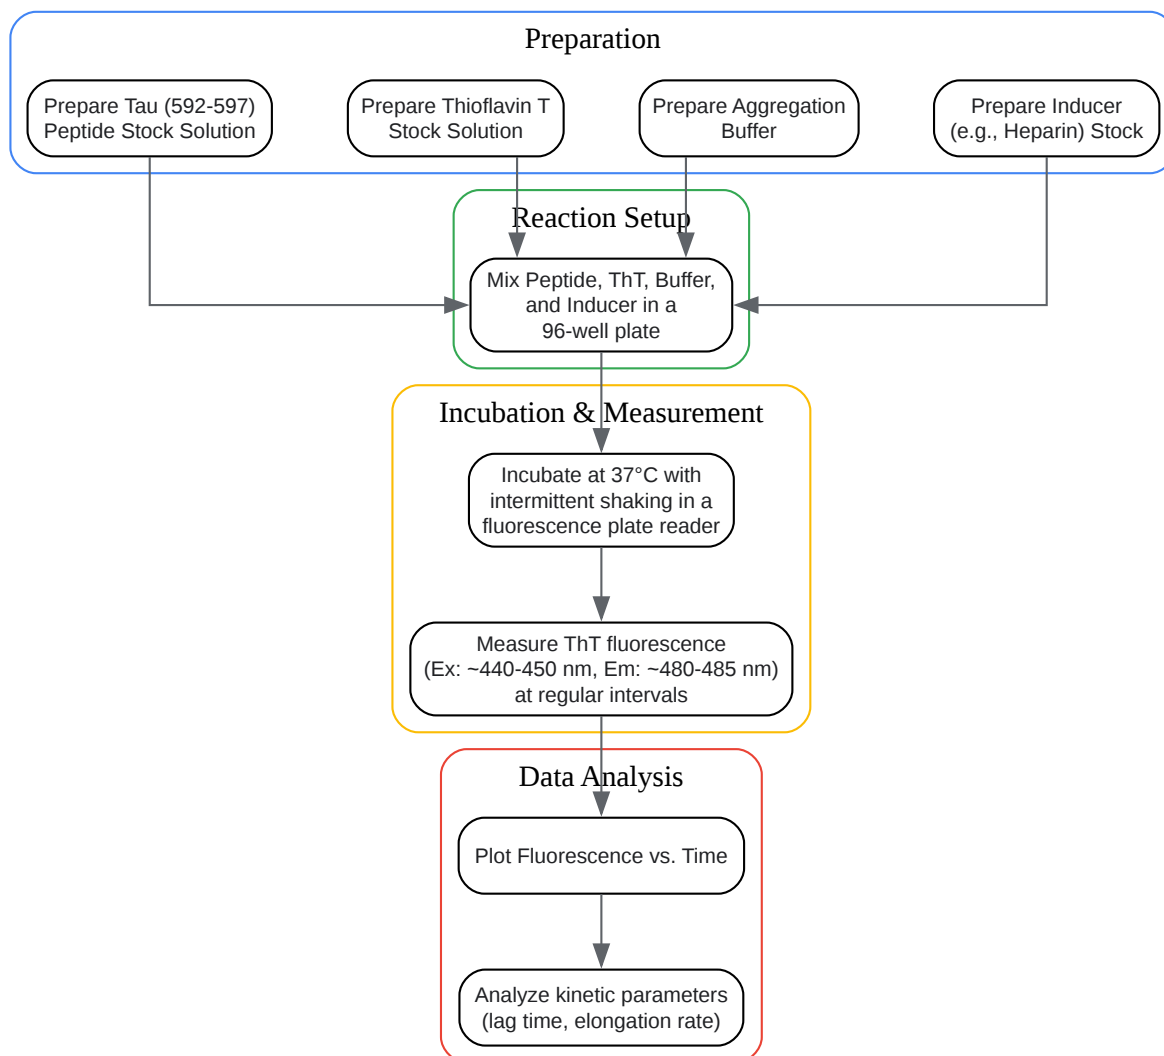 Preparation
Prepare Tau (592-597)
Peptide Stock Solution
Prepare Thioflavin T
Stock Solution
Prepare Aggregation
Buffer
Prepare Inducer
(e.g., Heparin) Stock
Reaction Setup
Mix Peptide, ThT, Buffer,
and Inducer in a
96-well plate
Incubation & Measurement
Incubate at 37°C with
intermittent shaking in a
fluorescence plate reader
Measure ThT fluorescence
(Ex: ~440-450 nm, Em: ~480-485 nm)
at regular intervals
Data Analysis
Plot Fluorescence vs. Time
Analyze kinetic parameters
(lag time, elongation rate)